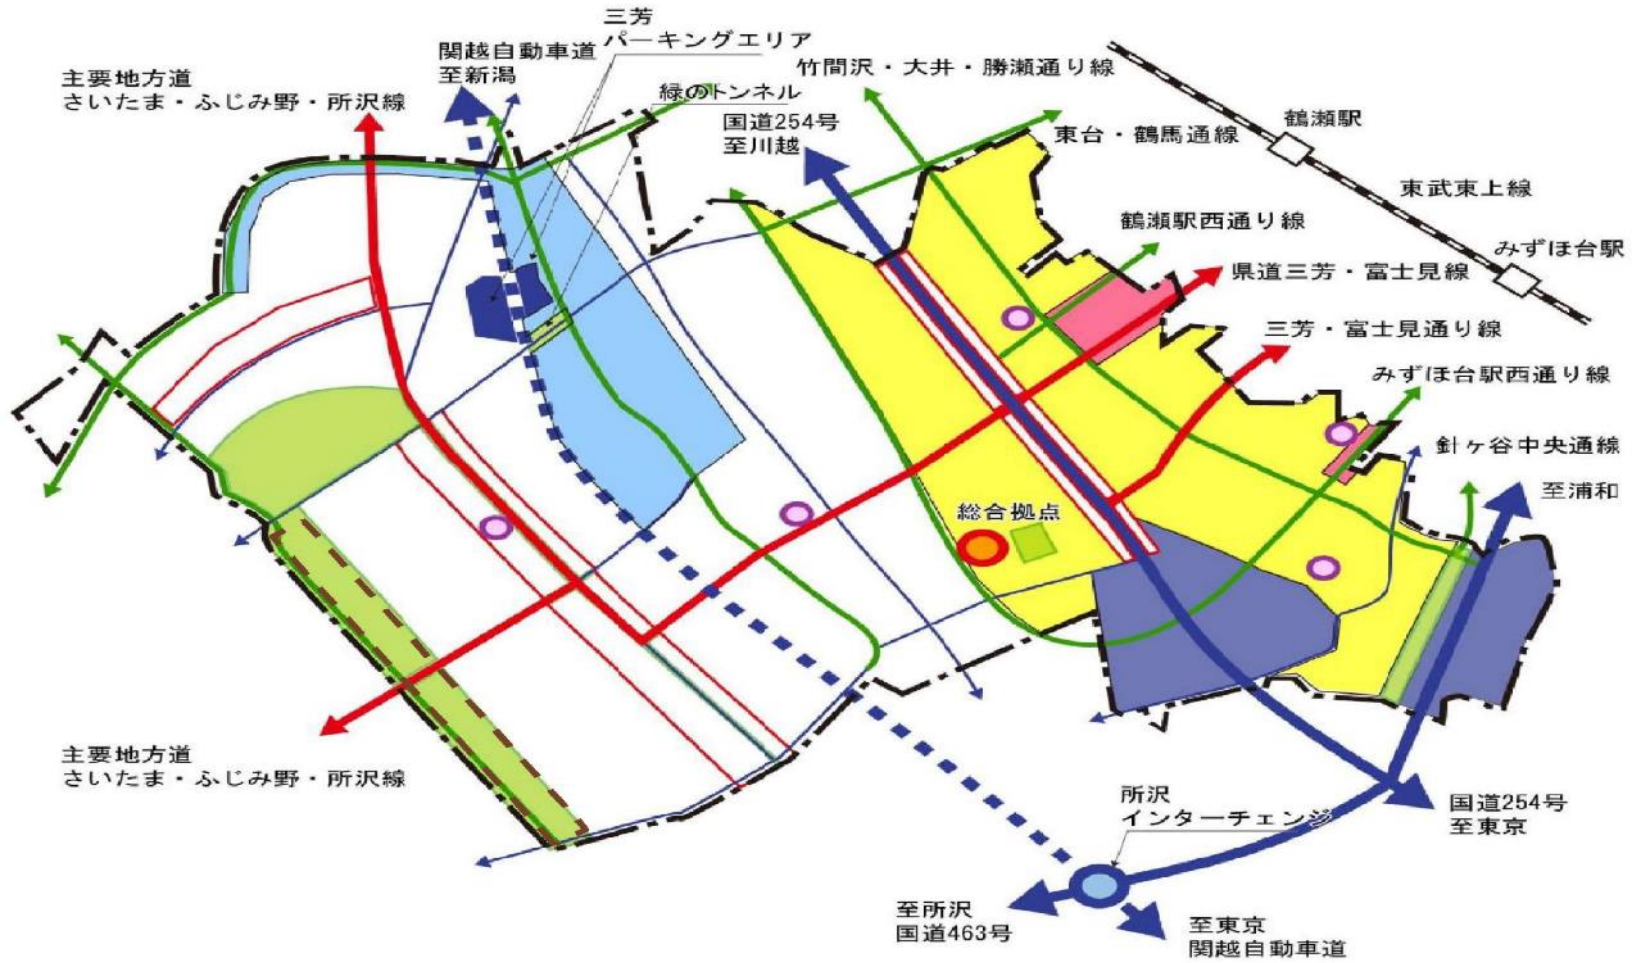 三芳
パーキングエリア
関越自動車道
至新潟
主要地方道
さいたま・ふじみ野・所沢線
緑のトンネル
竹間沢・大井・勝瀬通り線
国道254号
至川越
東台・鶴馬通線
鶴瀬駅
東武東上線
鶴瀬駅西通り線
みずほ台駅
県道三芳・富士見線
三芳・富士見通り線
みずほ台駅西通り線
針ヶ谷中央通線
至浦和
総合拠点
主要地方道
さいたま・ふじみ野・所沢線
所沢
インターチェンジ
国道254号
至東京
至所沢
国道463号
至東京
関越自動車道